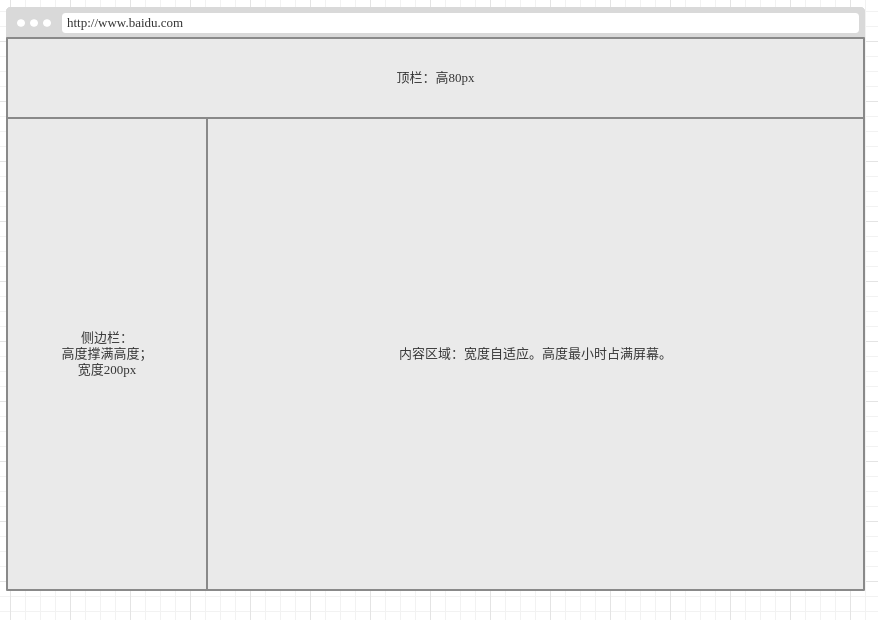 http://www.baidu.com
顶栏：高80px
侧边栏：
高度撑满高度；
宽度200px
内容区域：宽度自适应。高度最小时占满屏幕。